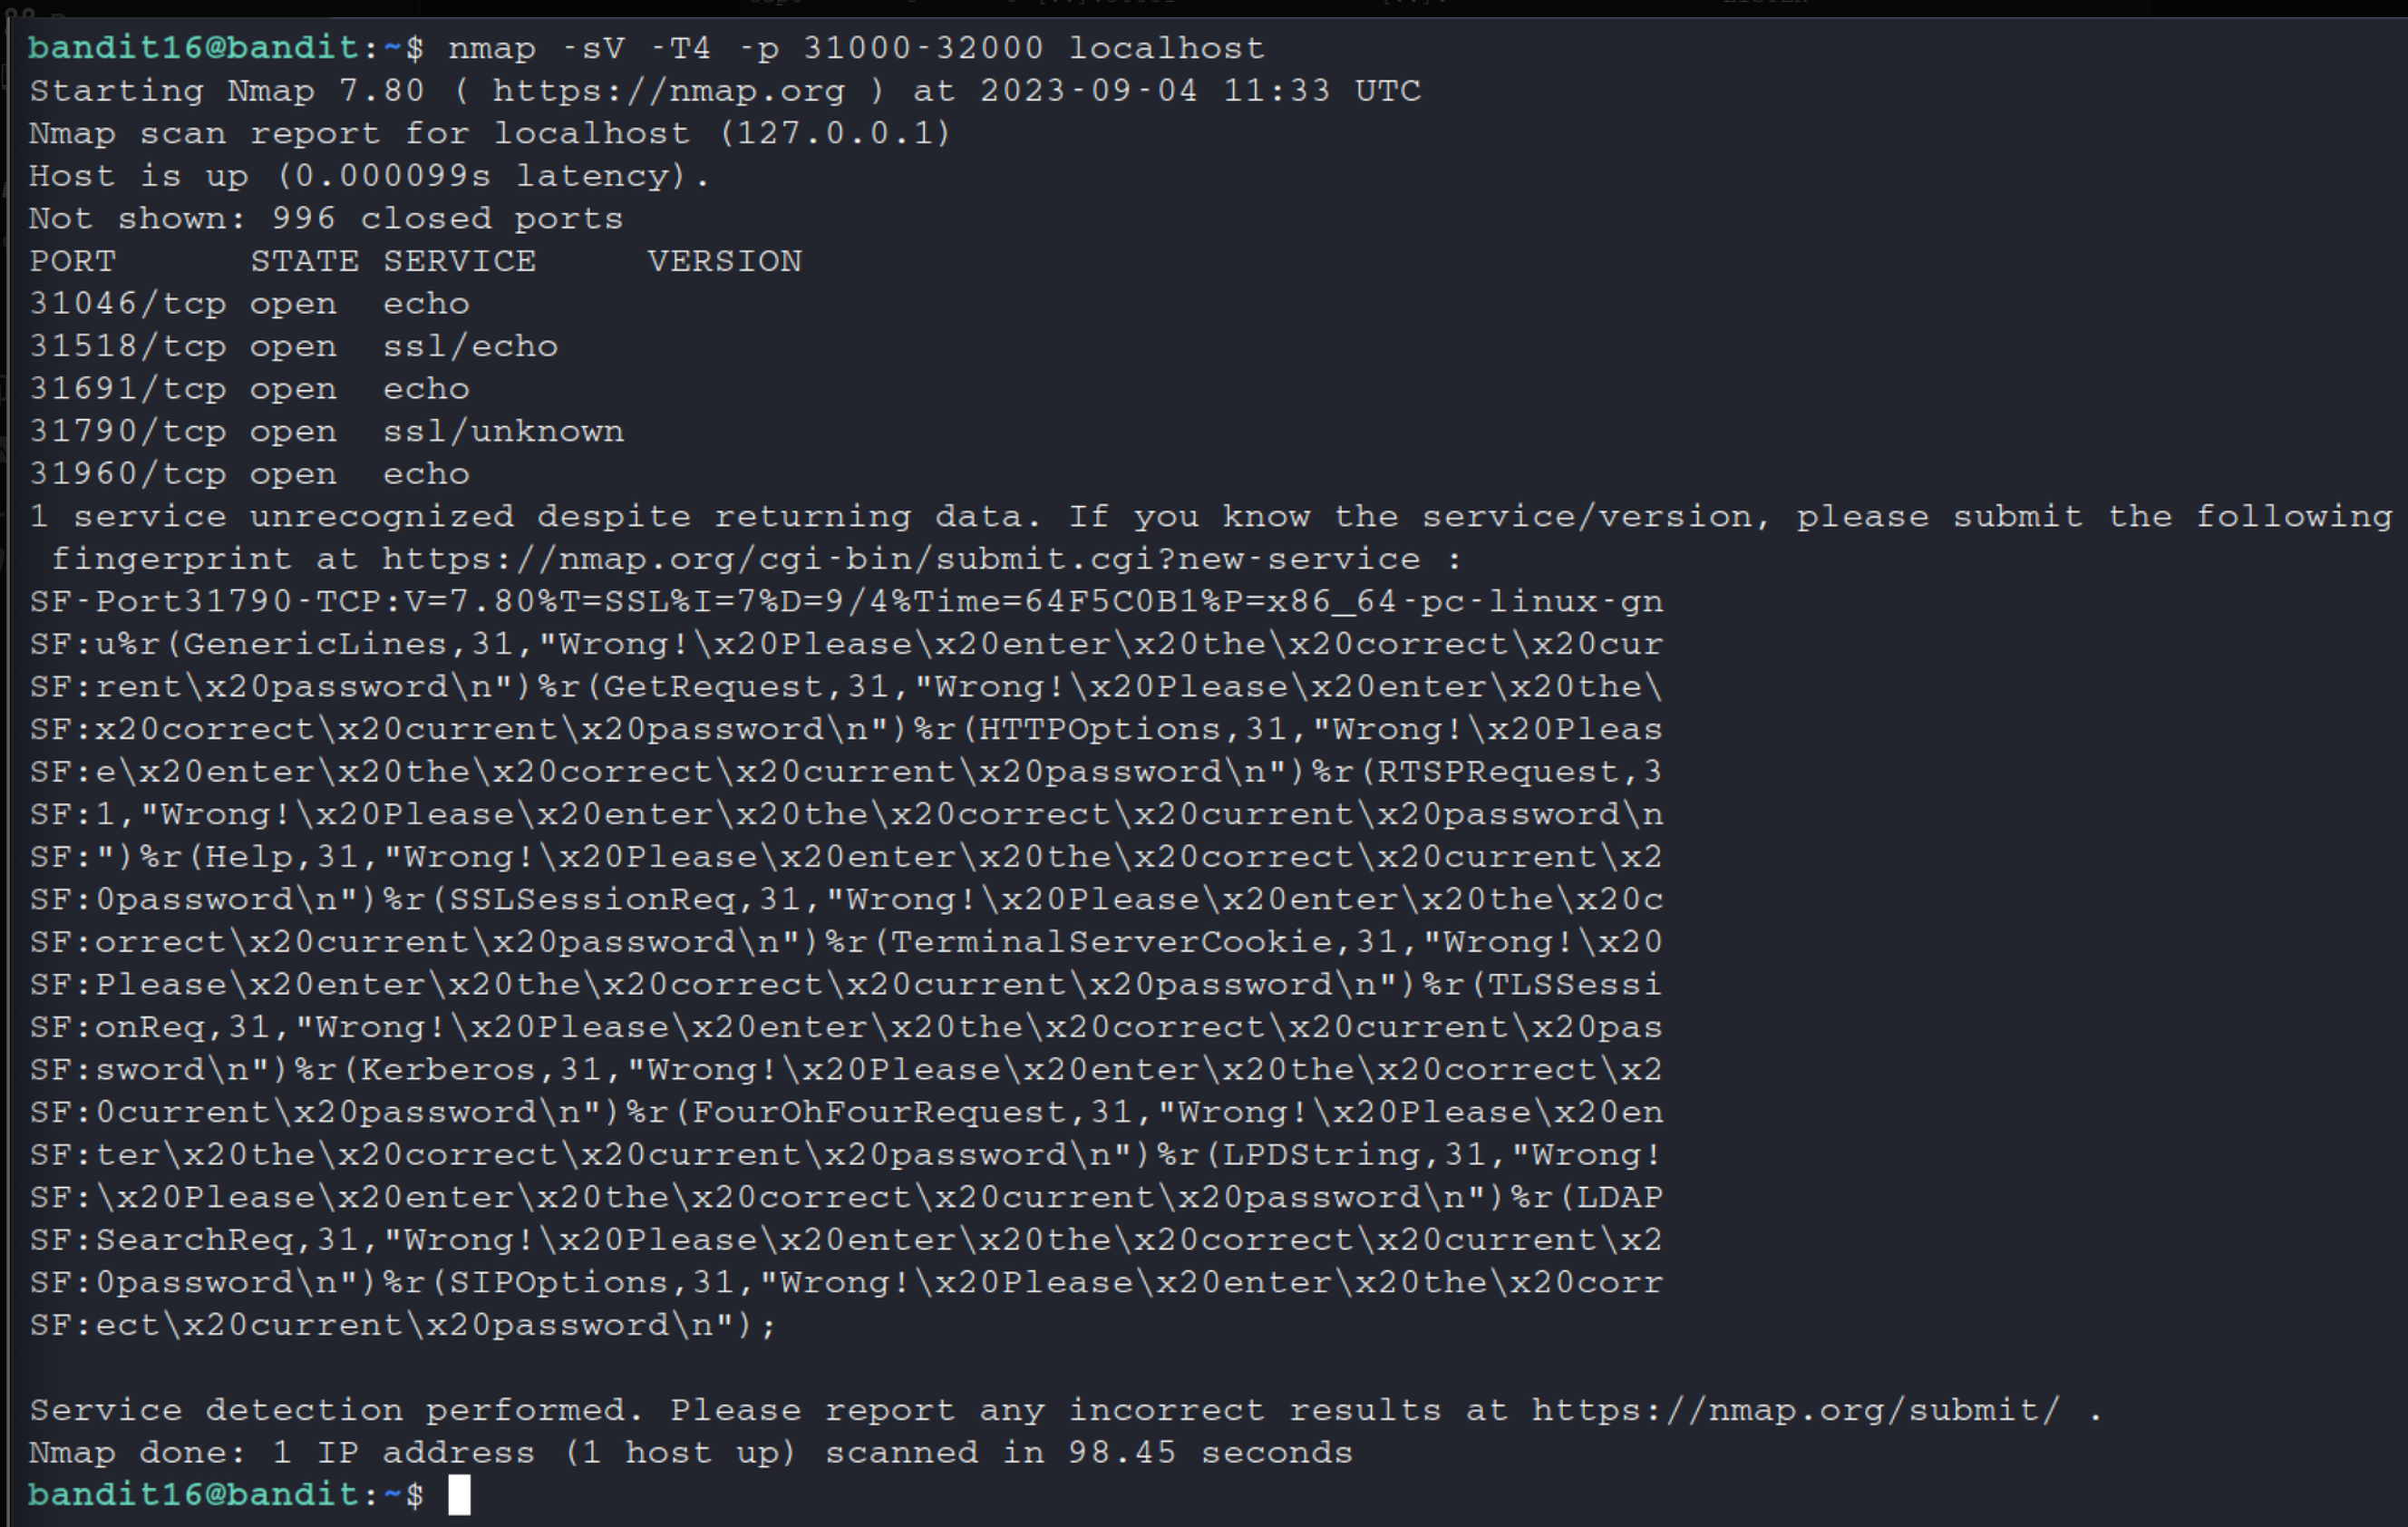 bandit16@bandit:~$ nmap -sV -T4 -p 31000-32000 localhost
Starting Nmap 7.80 ( https://nmap.org ) at 2023-09-04 11:33 UTC
Nmap scan report for localhost (127.0.0.1)
Host is up (0.000099s latency).
Not shown: 996 closed ports
PORT      STATE SERVICE     VERSION
31046/tcp open  echo
31518/tcp open  ssl/echo
31691/tcp open  echo
31790/tcp open  ssl/unknown
31960/tcp open  echo
1 service unrecognized despite returning data. If you know the service/version, please submit the following
 fingerprint at https://nmap.org/cgi-bin/submit.cgi?new-service :
SF-Port31790-TCP:V=7.80%T=SSL%I=7%D=9/4%Time=64F5C0B1%P=x86_64-pc-linux-gn
SF:u%r(GenericLines,31,"Wrong!\x20Please\x20enter\x20the\x20correct\x20cur
SF:rent\x20password\n")%r(GetRequest,31,"Wrong!\x20Please\x20enter\x20the\
SF:x20correct\x20current\x20password\n")%r(HTTPOptions,31,"Wrong!\x20Pleas
SF:e\x20enter\x20the\x20correct\x20current\x20password\n")%r(RTSPRequest,3
SF:1,"Wrong!\x20Please\x20enter\x20the\x20correct\x20current\x20password\n
SF:")%r(Help,31,"Wrong!\x20Please\x20enter\x20the\x20correct\x20current\x2
SF:0password\n")%r(SSLSessionReq,31,"Wrong!\x20Please\x20enter\x20the\x20c
SF:orrect\x20current\x20password\n")%r(TerminalServerCookie,31,"Wrong!\x20
SF:Please\x20enter\x20the\x20correct\x20current\x20password\n")%r(TLSSessi
SF:onReq,31,"Wrong!\x20Please\x20enter\x20the\x20correct\x20current\x20pas
SF:sword\n")%r(Kerberos,31,"Wrong!\x20Please\x20enter\x20the\x20correct\x2
SF:0current\x20password\n")%r(FourOhFourRequest,31,"Wrong!\x20Please\x20en
SF:ter\x20the\x20correct\x20current\x20password\n")%r(LPDString,31,"Wrong!
SF:\x20Please\x20enter\x20the\x20correct\x20current\x20password\n")%r(LDAP
SF:SearchReq,31,"Wrong!\x20Please\x20enter\x20the\x20correct\x20current\x2
SF:0password\n")%r(SIPOptions,31,"Wrong!\x20Please\x20enter\x20the\x20corr
SF:ect\x20current\x20password\n");
Service detection performed. Please report any incorrect results at https://nmap.org/submit/ .
Nmap done: 1 IP address (1 host up) scanned in 98.45 seconds
bandit16@bandit:~$